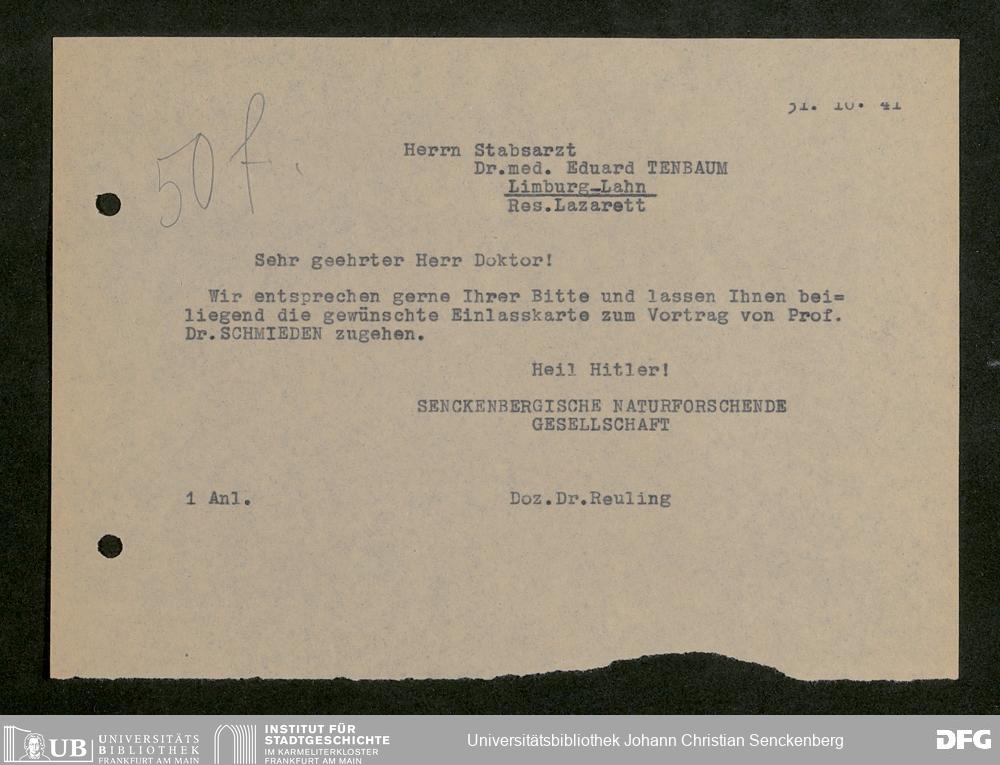 31. 10. 41
50 f.
Herrn Stabsarzt
Dr.med. Eduard TENBAUM
Limburg-Lahn
Res.Lazarett
Sehr geehrter Herr Doktor!
Wir entsprechen gerne Ihrer Bitte und lassen Ihnen bei=
liegend die gewünschte Einlasskarte zum Vortrag von Prof.
Dr.SCHMIEDEN zugehen.
Heil Hitler!
SENCKENBERGISCHE NATURFORSCHENDE
GESELLSCHAFT
1 Anl.
Doz.Dr.Reuling
UB UNIVERSITÄTS
BIBLIOTHEK
FRANKFURT AM MAIN
INSTITUT FÜR
STADTGESCHICHTE
IM KARMELITERKLOSTER
FRANKFURT AM MAIN
Universitätsbibliothek Johann Christian Senckenberg
DFG